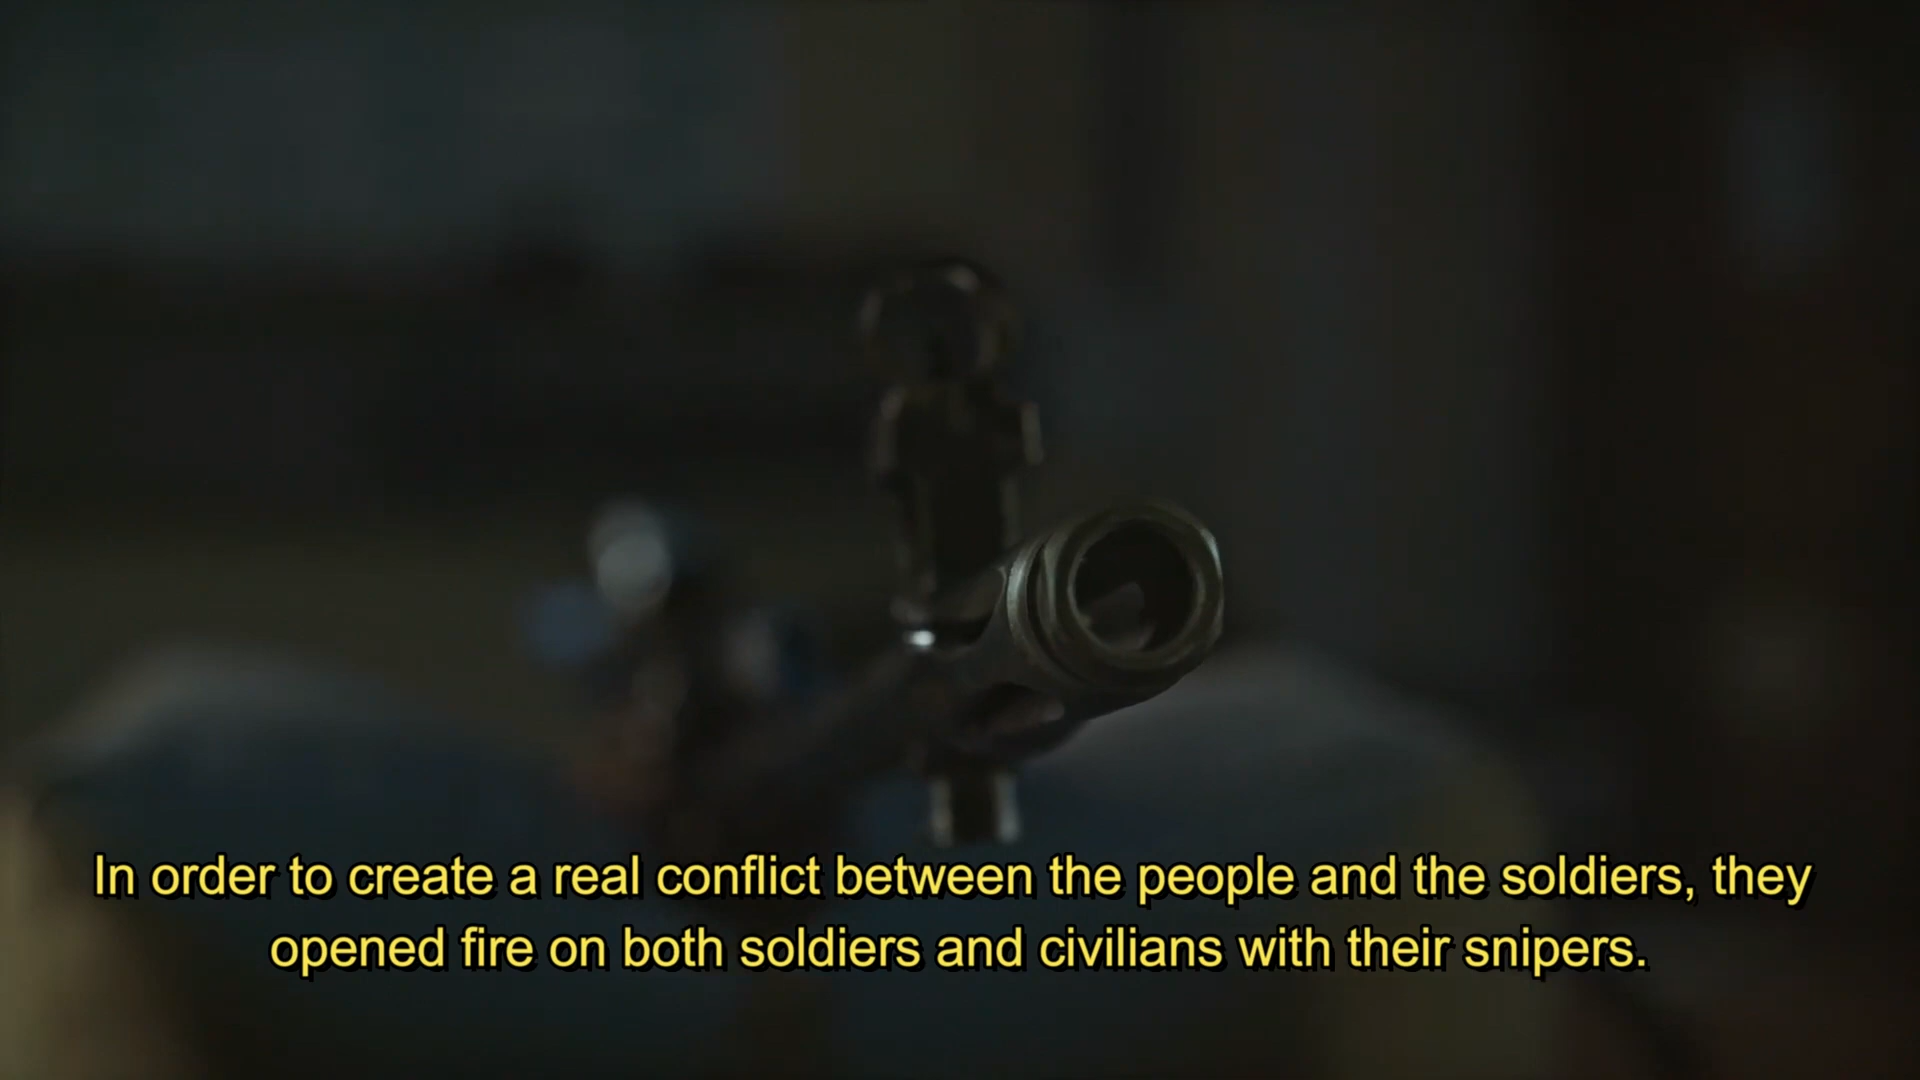 In order to create a real conflict between the people and the soldiers, they
opened fire on both soldiers and civilians with their snipers.